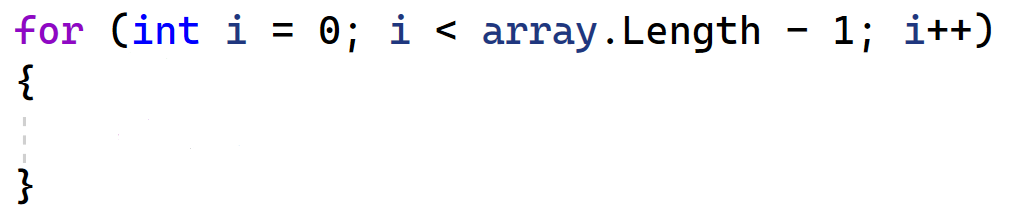 for (int i = 0; i < array.Length - 1; i++)
{
}